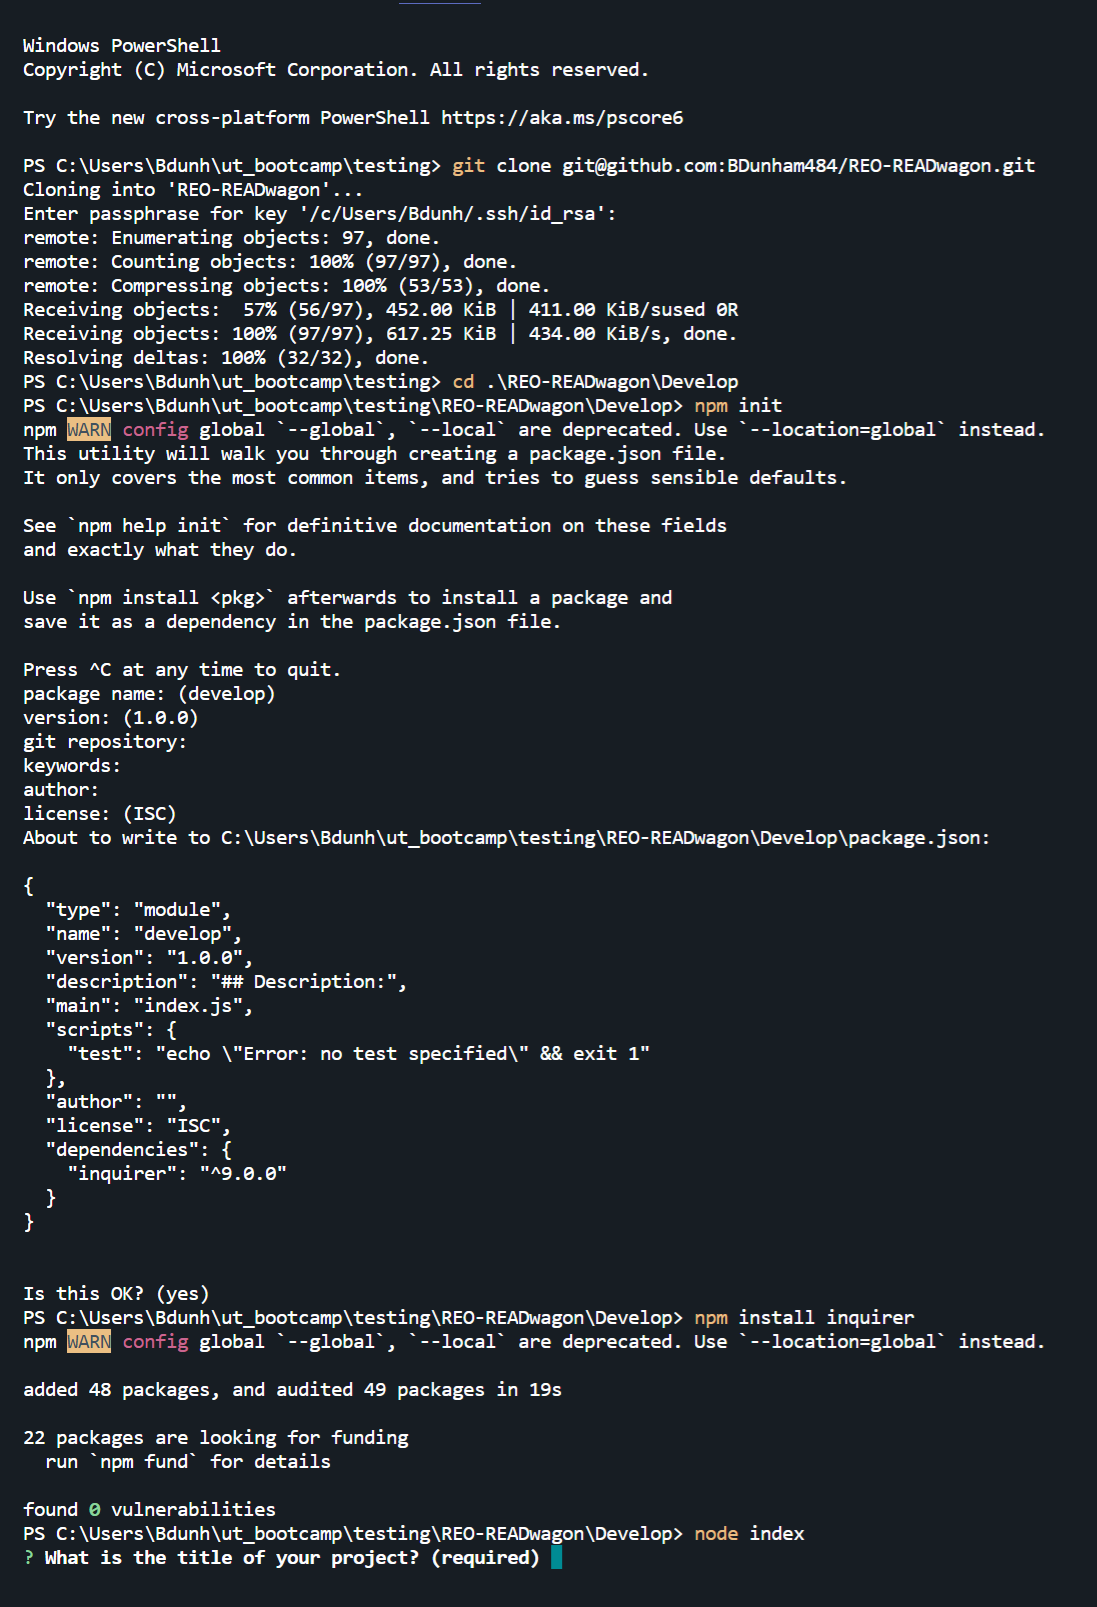 Windows PowerShell
Copyright (C) Microsoft Corporation. All rights reserved.
Try the new cross-platform PowerShell https://aka.ms/pscore6
PS C:\Users\Bdunh\ut_bootcamp\testing> git clone git@github.com:BDunham484/REO-READwagon.git
Cloning into 'REO-READwagon'...
Enter passphrase for key '/c/Users/Bdunh/.ssh/id_rsa':
remote: Enumerating objects: 97, done.
remote: Counting objects: 100% (97/97), done.
remote: Compressing objects: 100% (53/53), done.
Receiving objects:  57% (56/97), 452.00 KiB | 411.00 KiB/sused 0R
Receiving objects: 100% (97/97), 617.25 KiB | 434.00 KiB/s, done.
Resolving deltas: 100% (32/32), done.
PS C:\Users\Bdunh\ut_bootcamp\testing> cd .\REO-READwagon\Develop
PS C:\Users\Bdunh\ut_bootcamp\testing\REO-READwagon\Develop> npm init
npm WARN config global `--global`, `--local` are deprecated. Use `--location=global` instead.
This utility will walk you through creating a package.json file.
It only covers the most common items, and tries to guess sensible defaults.
See `npm help init` for definitive documentation on these fields
and exactly what they do.
Use `npm install <pkg>` afterwards to install a package and
save it as a dependency in the package.json file.
Press ^C at any time to quit.
package name: (develop)
version: (1.0.0)
git repository:
keywords:
author:
license: (ISC)
About to write to C:\Users\Bdunh\ut_bootcamp\testing\REO-READwagon\Develop\package.json:
{
  "type": "module",
  "name": "develop",
  "version": "1.0.0",
  "description": "## Description:",
  "main": "index.js",
  "scripts": {
    "test": "echo \"Error: no test specified\" && exit 1"
  },
  "author": "",
  "license": "ISC",
  "dependencies": {
    "inquirer": "^9.0.0"
  }
}
Is this OK? (yes)
PS C:\Users\Bdunh\ut_bootcamp\testing\REO-READwagon\Develop> npm install inquirer
npm WARN config global `--global`, `--local` are deprecated. Use `--location=global` instead.
added 48 packages, and audited 49 packages in 19s
22 packages are looking for funding
  run `npm fund` for details
found 0 vulnerabilities
PS C:\Users\Bdunh\ut_bootcamp\testing\REO-READwagon\Develop> node index
? What is the title of your project? (required)